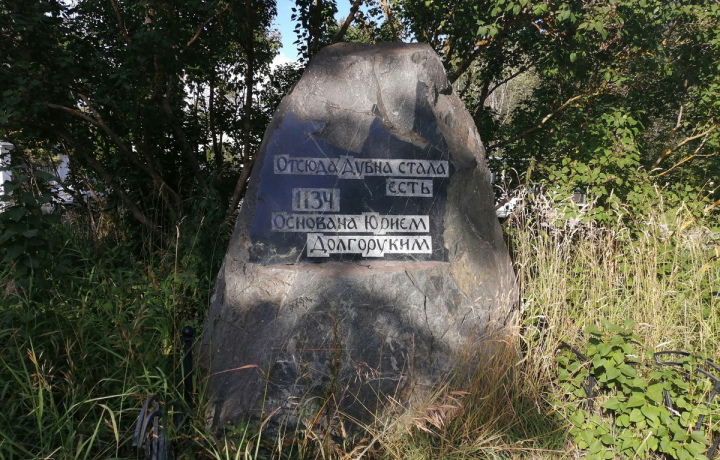 Отсюда Дубна стала
есть
1134
Основана Юрием
Долгоруким